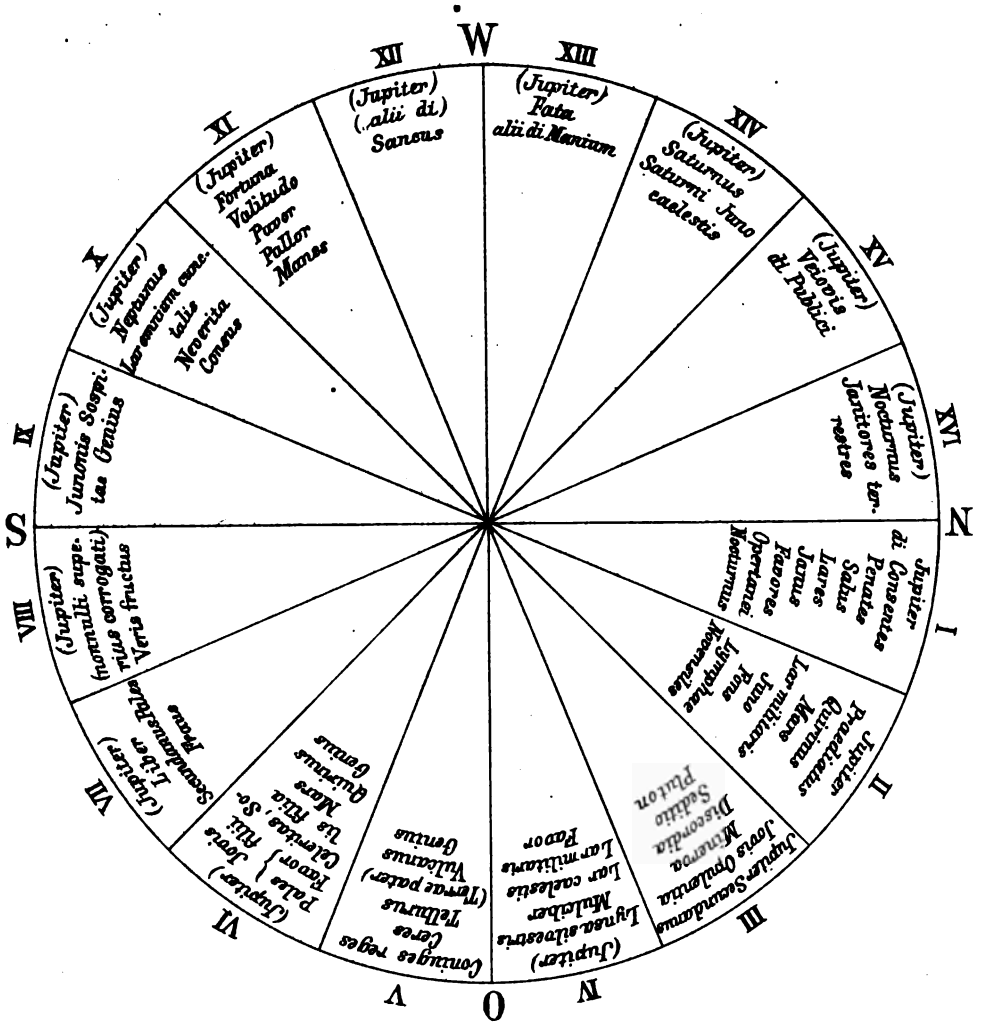 W
XIII
(Jupiter)
Fata
alii di Manium
XIV
(Jupiter)
Saturnus
Saturni Juno
caelestis
XV
(Jupiter)
Veiovis
di Publici
XVI
(Jupiter)
Nocturnus
Janitores ter-
restres
N
I
Jupiter
di Consentes
Penates
Salus
Lares
Janus
Favores
Opertanei
Nocturnus
II
Jupiter
Praedicatus
Quirinus
Mars
Lar militaris
Juno
Fons
Lymphae
Novensiles
III
Jupiter Secundanus
Jovis Opulentia
Minerva
Discordia
Seditio
Pluton
IV
(Jupiter)
Lynsa silvestris
Mulciber
Lar caelestis
Lar militaris
Favor
O
V
Coniuges reges
Ceres
Tellurus
(Terrae pater)
Vulcanus
Genius
VI
(Jupiter)
Pales } Jovis
Favor } filii
Celeritas, So-
lis filia
Mars
Quirinus
Genius
VII
(Jupiter)
Liber
Secundanus Pales
Fraus
VIII
(Jupiter)
(nonnulli supe-
rius corrogati)
Veris fructus
S
IX
(Jupiter)
Junonis Sospi-
tae Genius
X
(Jupiter)
Neptunus
Lar omnium cunc-
talis
Neverita
Consus
XI
(Jupiter)
Fortuna
Valitudo
Pavor
Pallor
Manes
XII
(Jupiter)
(alii di)
Sancus